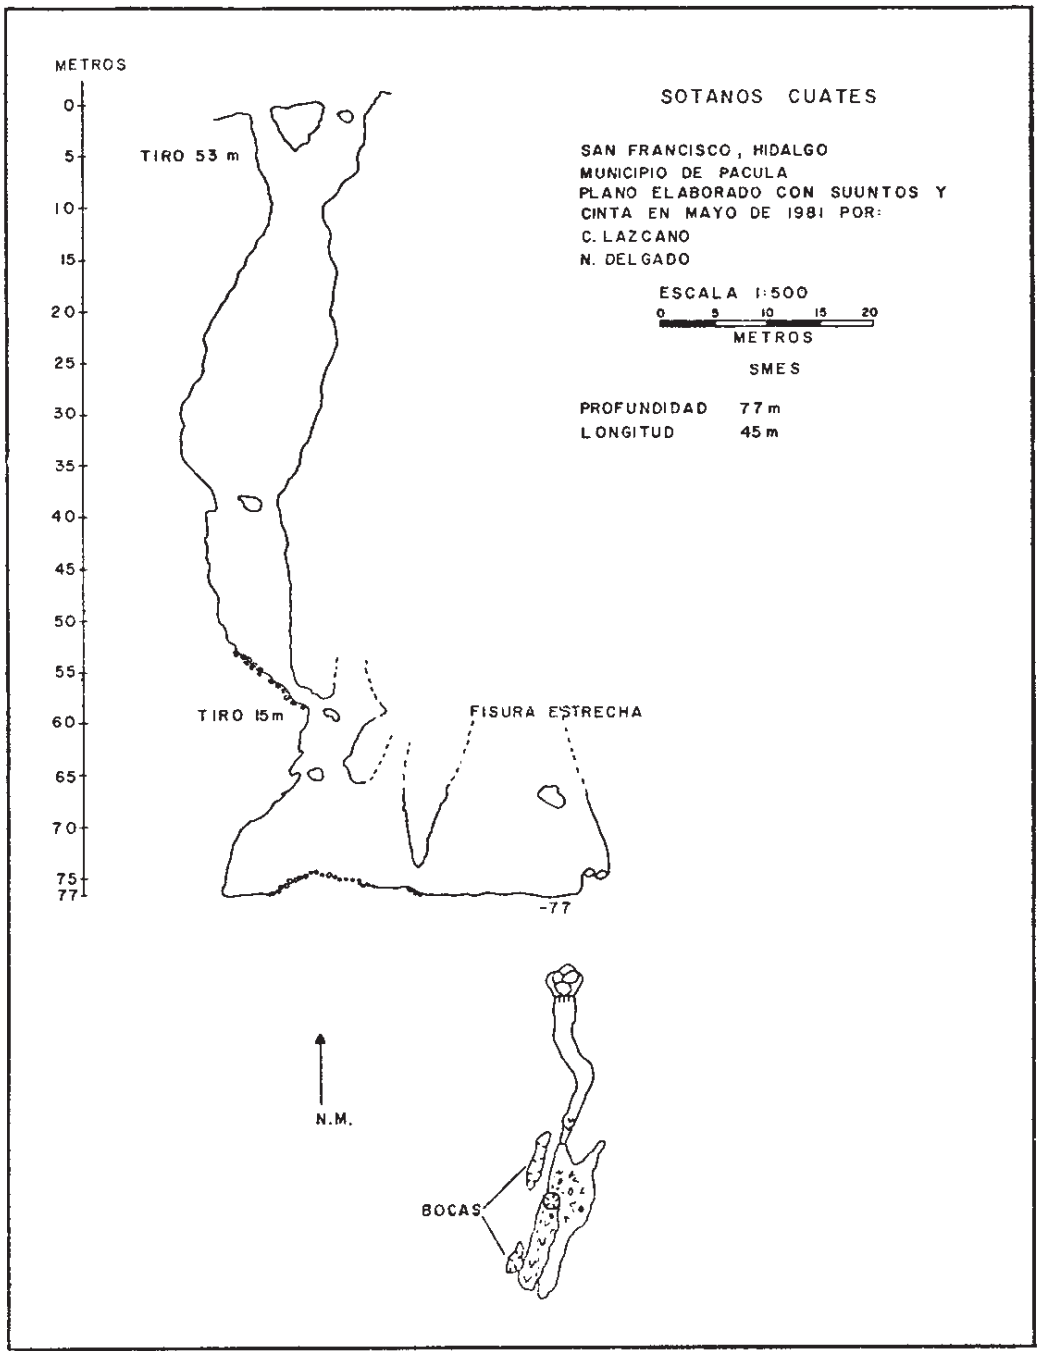 METROS
0
5
10
15
20
25
30
35
40
45
50
55
60
65
70
75
77
TIRO 53 m
TIRO 15m
FISURA ESTRECHA
-77
SOTANOS CUATES
SAN FRANCISCO, HIDALGO
MUNICIPIO DE PACULA
PLANO ELABORADO CON SUUNTOS Y
CINTA EN MAYO DE 1981 POR:
C. LAZCANO
N. DELGADO
ESCALA 1:500
0 5 10 15 20
METROS
SMES
PROFUNDIDAD 77 m
LONGITUD 45 m
N.M.
BOCAS